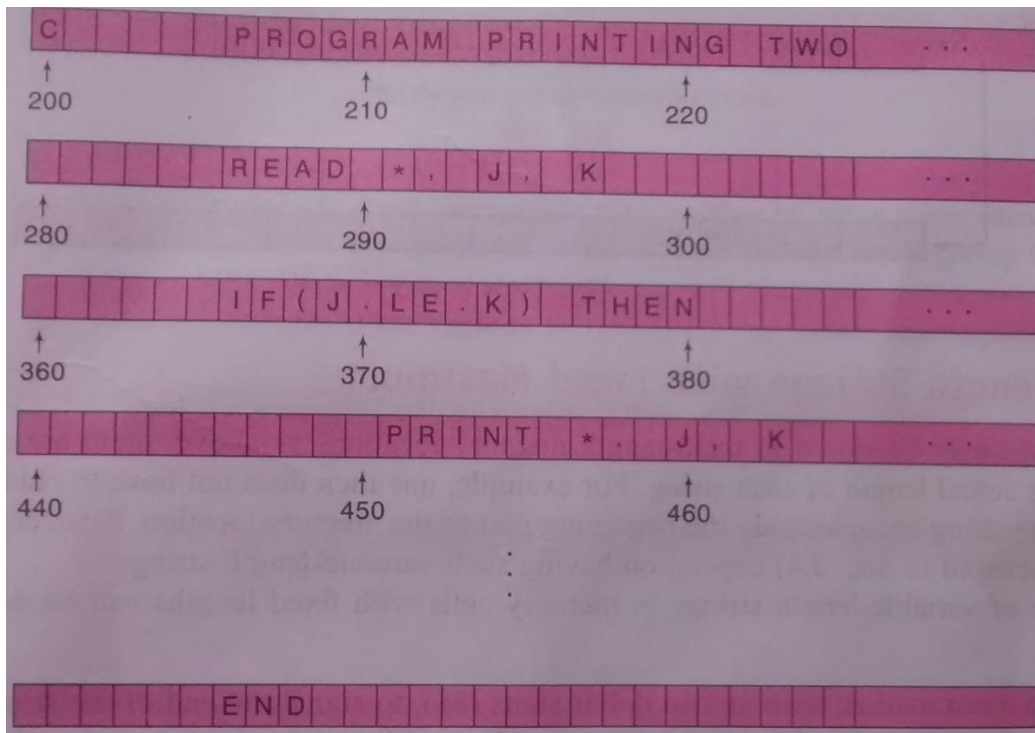 C PROGRAM PRINTING TWO ...
200 210 220
READ *, J, K ...
280 290 300
IF(J.LE.K) THEN ...
360 370 380
PRINT *, J, K ...
440 450 460
END